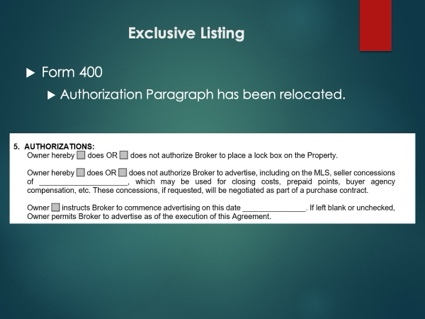 Exclusive Listing
Form 400
Authorization Paragraph has been relocated.
5. AUTHORIZATIONS:
Owner hereby ☐ does OR ☐ does not authorize Broker to place a lock box on the Property.
Owner hereby ☐ does OR ☐ does not authorize Broker to advertise, including on the MLS, seller concessions
of ____________________, which may be used for closing costs, prepaid points, buyer agency
compensation, etc. These concessions, if requested, will be negotiated as part of a purchase contract.
Owner ☐ instructs Broker to commence advertising on this date ________________. If left blank or unchecked,
Owner permits Broker to advertise as of the execution of this Agreement.